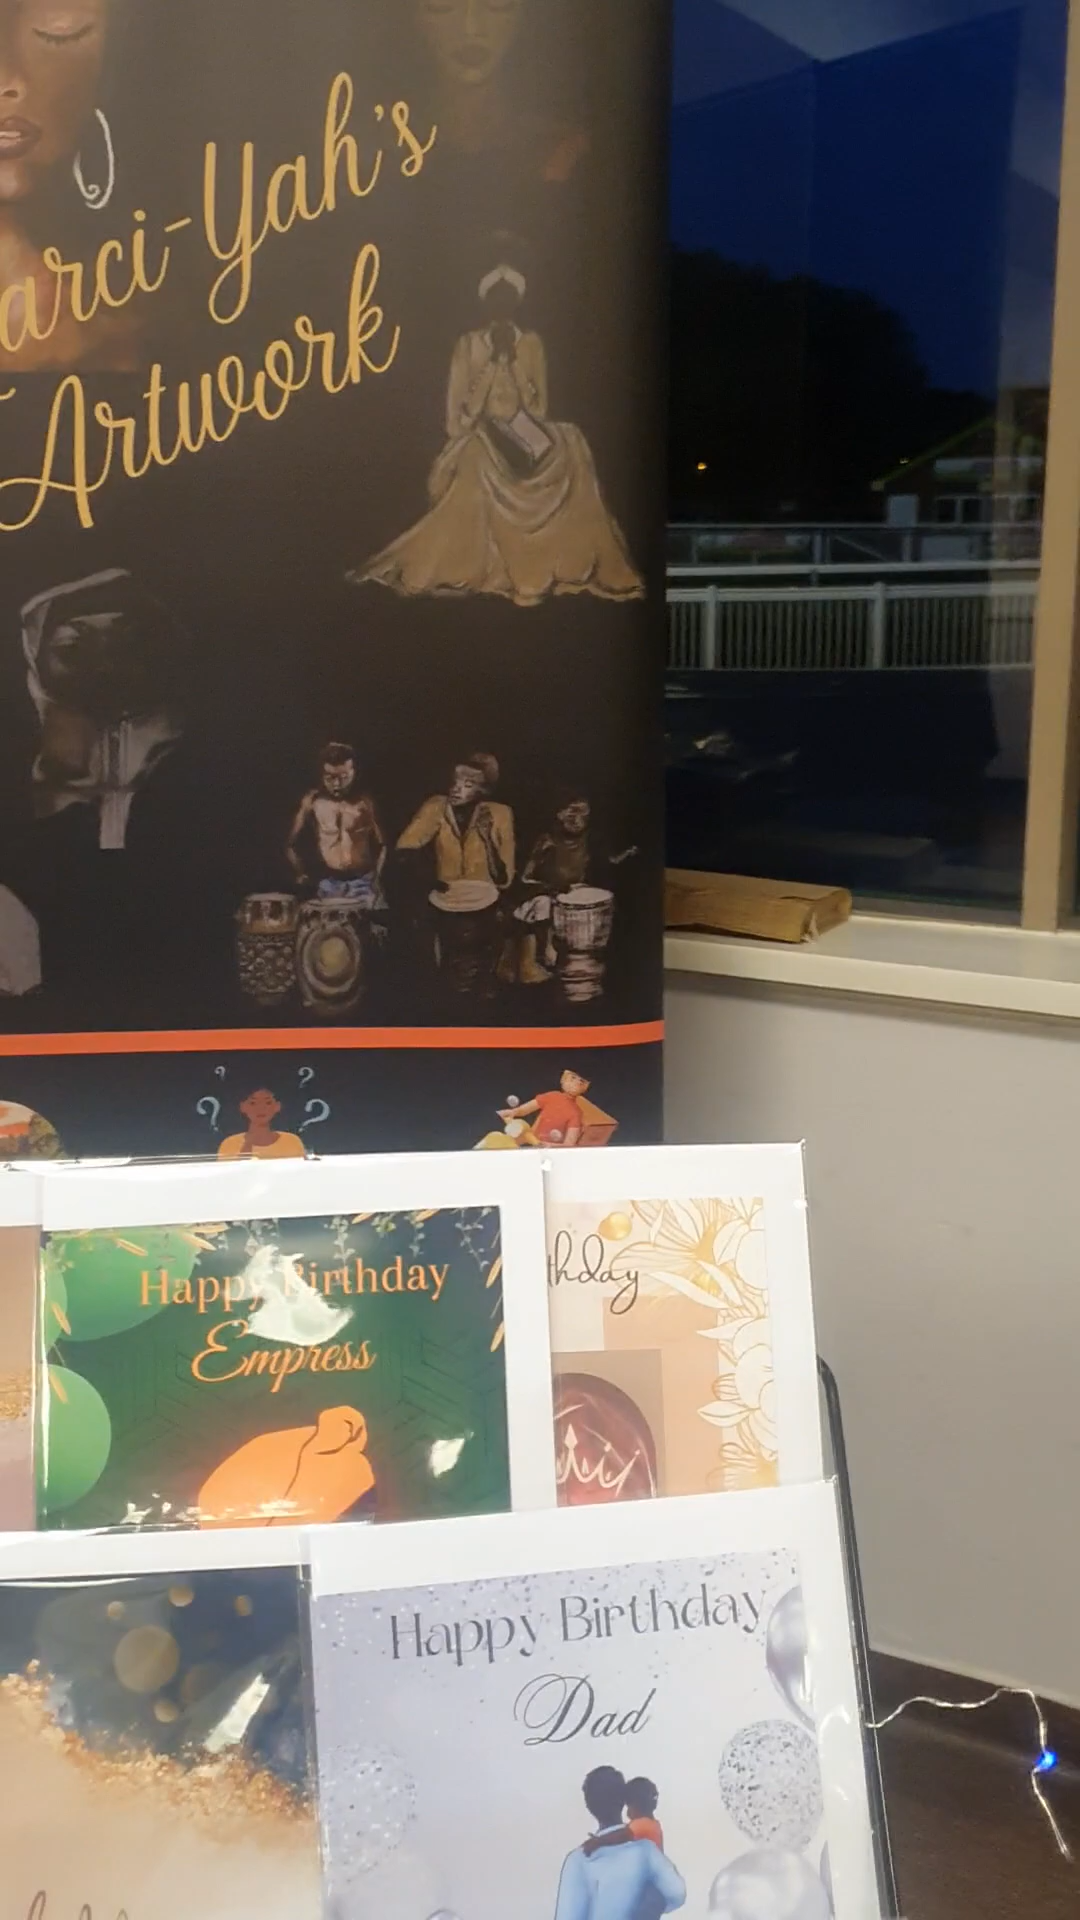 arci-Yah's
Artwork
? ?
? ?
Happy Birthday
Empress
thday
Happy Birthday
Dad